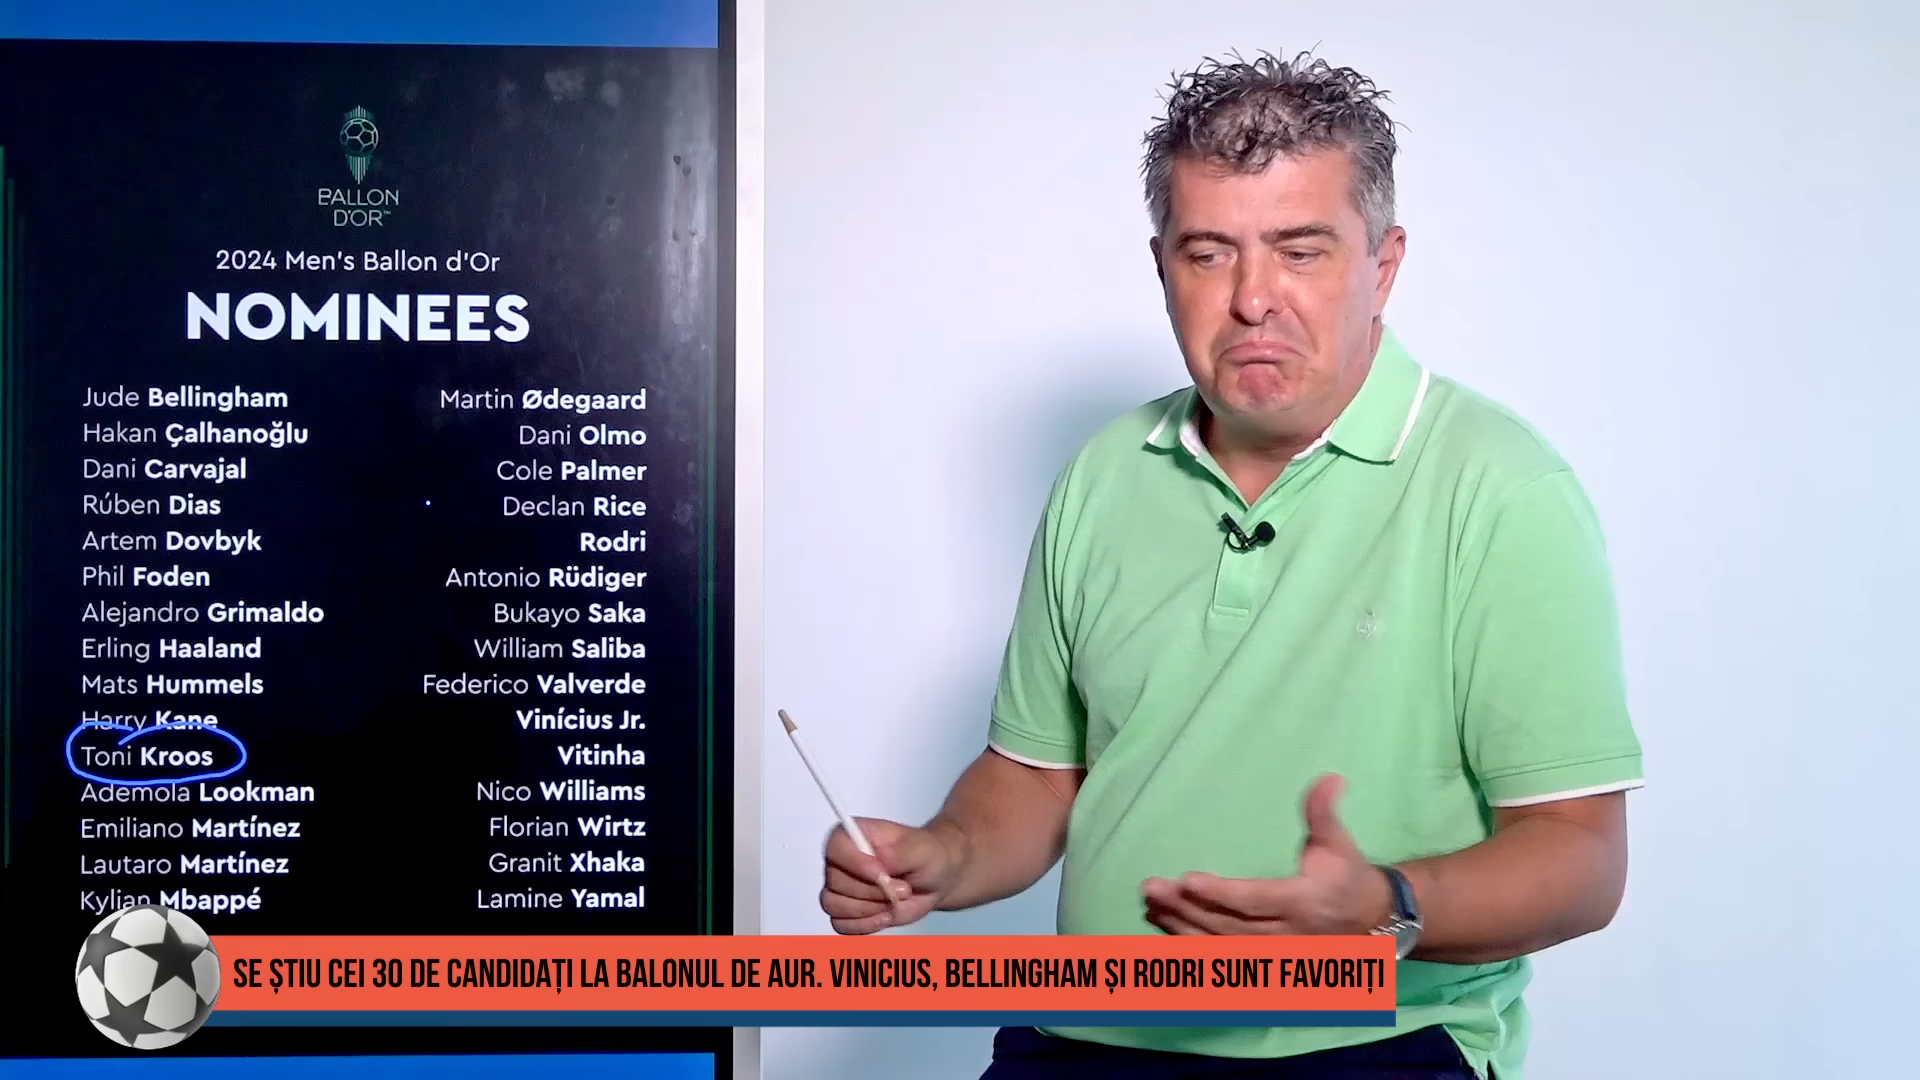 BALLON
D'OR™
2024 Men's Ballon d'Or
NOMINEES
Jude Bellingham
Hakan Çalhanoğlu
Dani Carvajal
Rúben Dias
Artem Dovbyk
Phil Foden
Alejandro Grimaldo
Erling Haaland
Mats Hummels
Harry Kane
Toni Kroos
Ademola Lookman
Emiliano Martínez
Lautaro Martínez
Kylian Mbappé
Martin Ødegaard
Dani Olmo
Cole Palmer
Declan Rice
Rodri
Antonio Rüdiger
Bukayo Saka
William Saliba
Federico Valverde
Vinícius Jr.
Vitinha
Nico Williams
Florian Wirtz
Granit Xhaka
Lamine Yamal
SE ȘTIU CEI 30 DE CANDIDAȚI LA BALONUL DE AUR. VINICIUS, BELLINGHAM ȘI RODRI SUNT FAVORIȚI